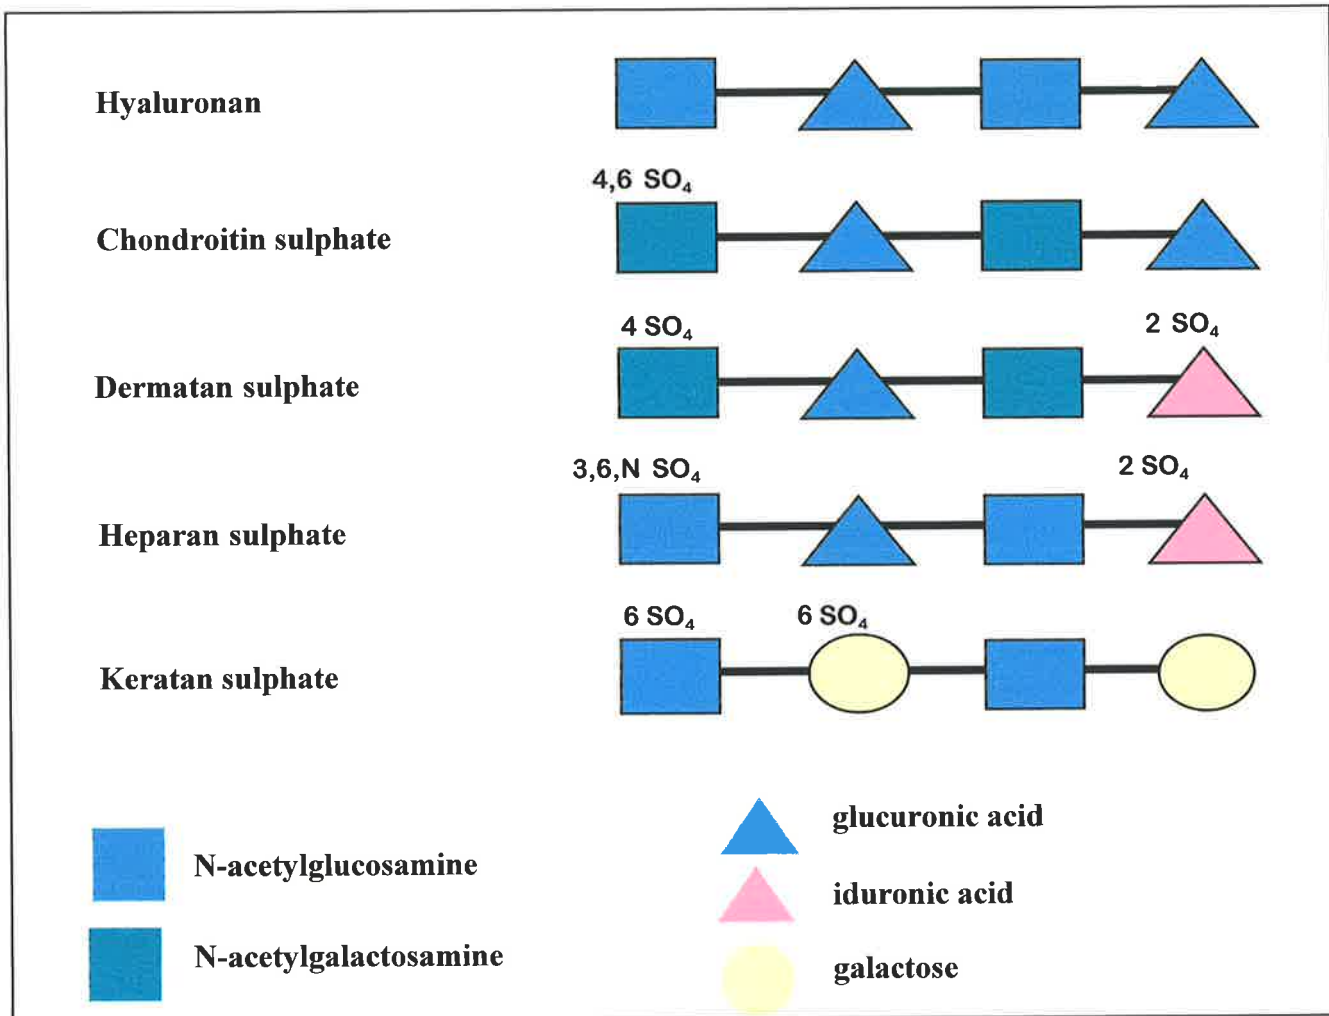 Hyaluronan
4,6 SO₄
Chondroitin sulphate
4 SO₄ 2 SO₄
Dermatan sulphate
3,6,N SO₄ 2 SO₄
Heparan sulphate
6 SO₄ 6 SO₄
Keratan sulphate
N-acetylglucosamine
N-acetylgalactosamine
glucuronic acid
iduronic acid
galactose